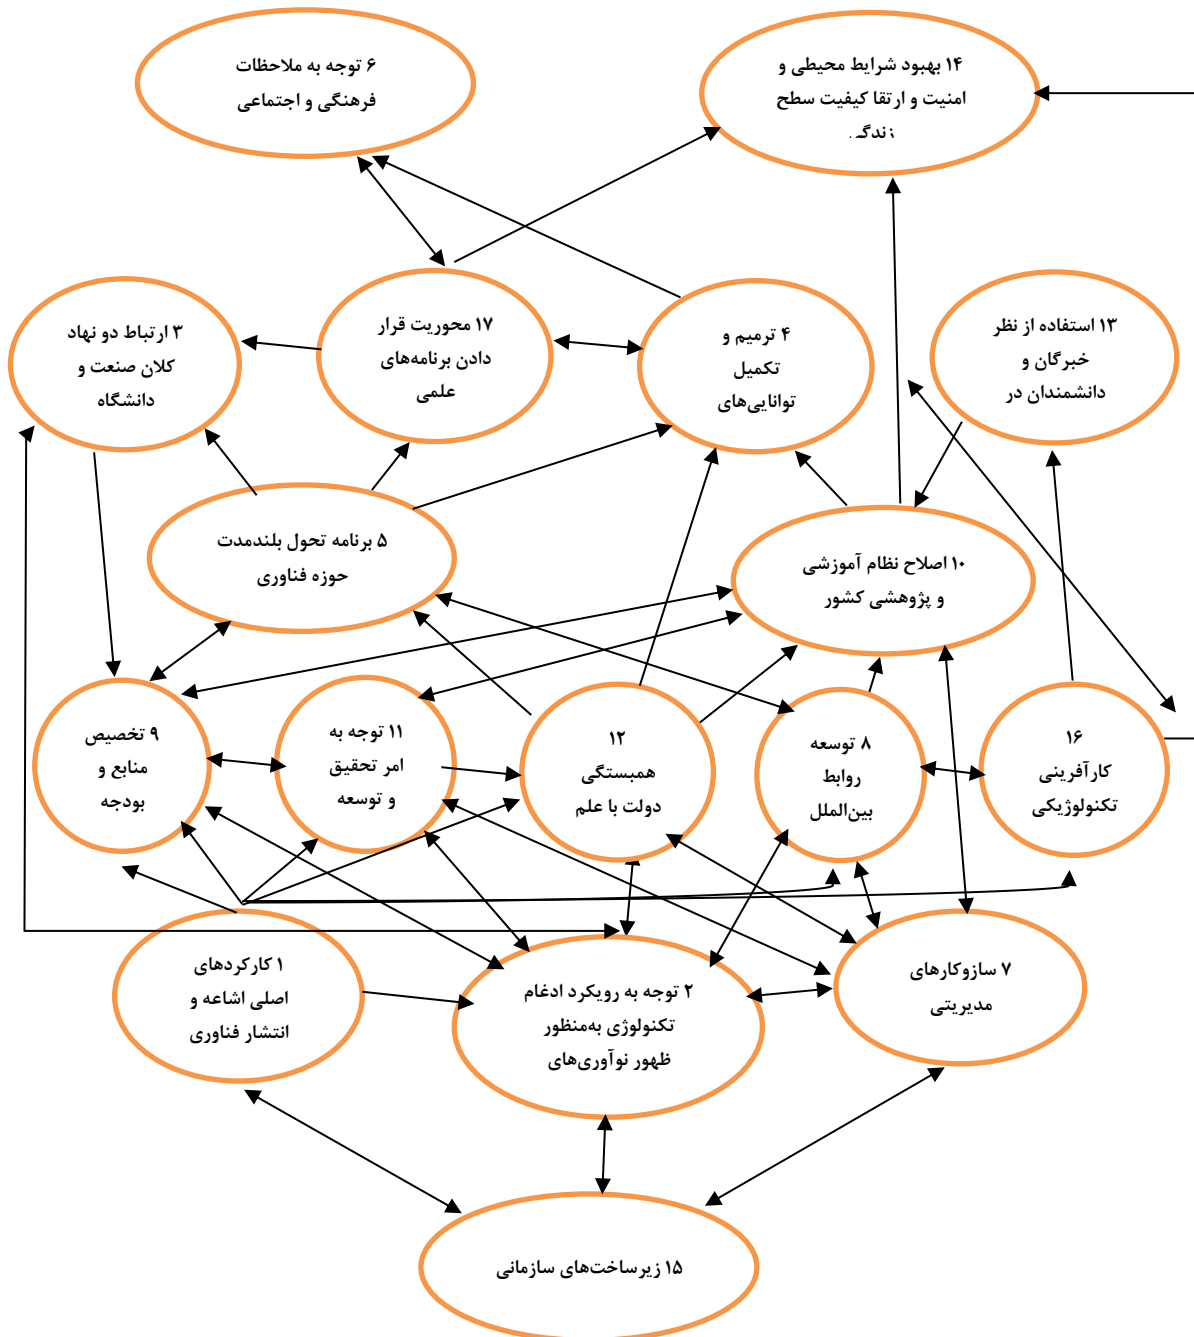 ۶ توجه به ملاحظات
فرهنگی و اجتماعی
۱۴ بهبود شرایط محیطی و
امنیت و ارتقا کیفیت سطح
زندگی
۳ ارتباط دو نهاد
کلان صنعت و
دانشگاه
۱۷ محوریت قرار
دادن برنامه‌های
علمی
۴ ترمیم و
تکمیل
توانایی‌های
۱۳ استفاده از نظر
خبرگان و
دانشمندان در
۵ برنامه تحول بلندمدت
حوزه فناوری
۱۰ اصلاح نظام آموزشی
و پژوهشی کشور
۹ تخصیص
منابع و
بودجه
۱۱ توجه به
امر تحقیق
و توسعه
۱۲
همبستگی
دولت با علم
۸ توسعه
روابط
بین‌الملل
۱۶
کارآفرینی
تکنولوژیکی
۱ کارکردهای
اصلی اشاعه و
انتشار فناوری
۲ توجه به رویکرد ادغام
تکنولوژی به‌منظور
ظهور نوآوری‌های
۷ سازوکارهای
مدیریتی
۱۵ زیرساخت‌های سازمانی